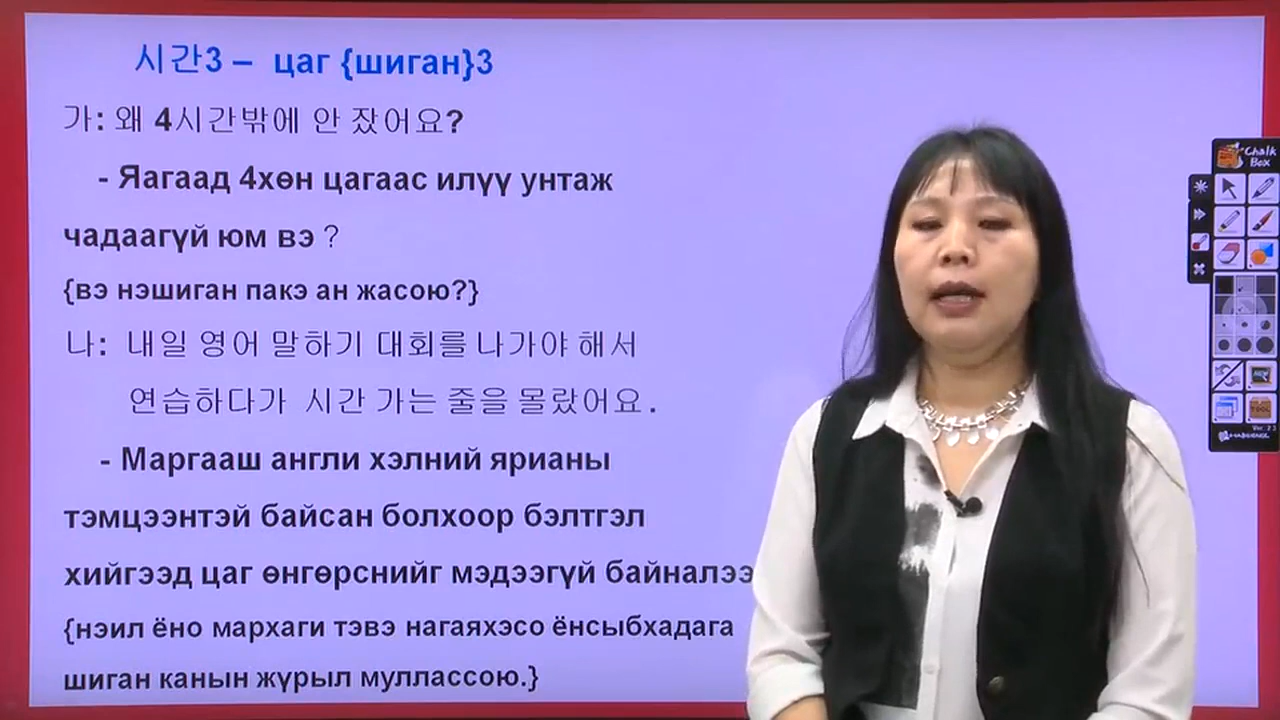 시간3 – цаг {шиган}3
가: 왜 4시간밖에 안 잤어요?
- Яагаад 4хөн цагаас илүү унтаж
чадаагүй юм вэ ?
{вэ нэшиган пакэ ан жасою?}
나: 내일 영어 말하기 대회를 나가야 해서
연습하다가 시간 가는 줄을 몰랐어요.
- Маргааш англи хэлний ярианы
тэмцээнтэй байсан болхоор бэлтгэл
хийгээд цаг өнгөрснийг мэдээгүй байналээ
{нэил ёно мархаги тэвэ нагаяхэсо ёнсыбхадага
шиган канын жүрыл муллассою.}
Chalk
Box
TOOL